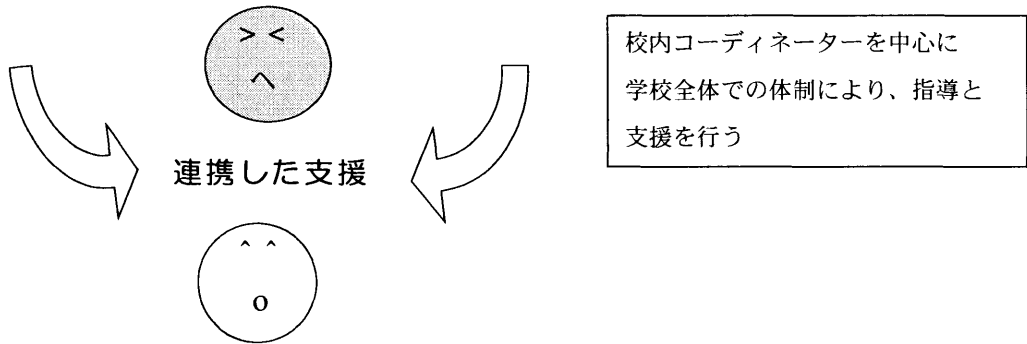 > <
へ
連携した支援
^ ^
o
校内コーディネーターを中心に
学校全体での体制により、指導と
支援を行う